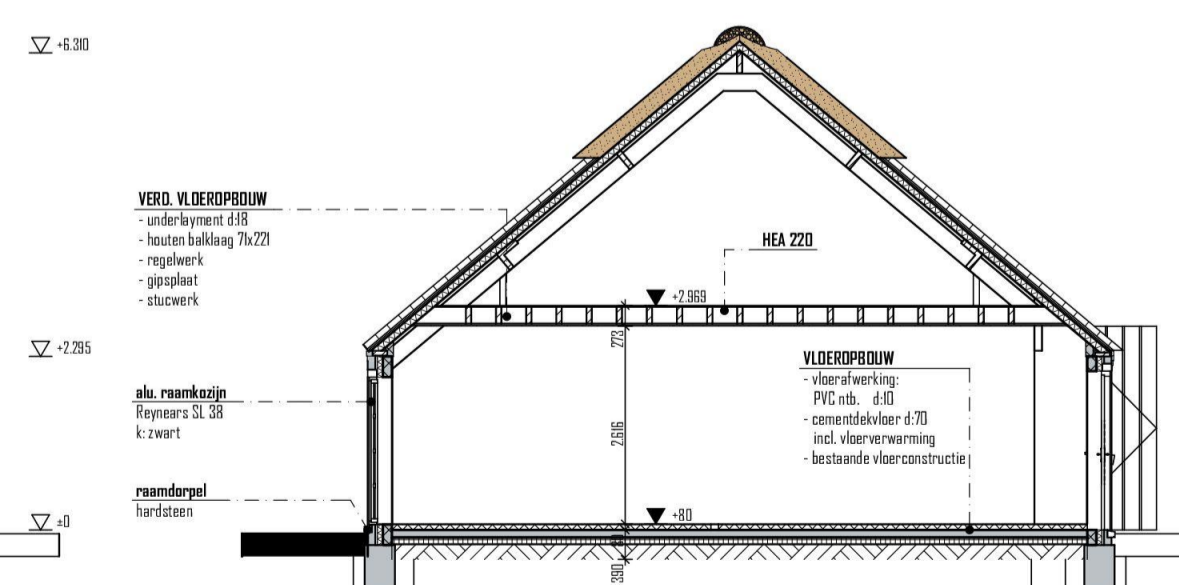 +6.310
VERD. VLOEROPBOUW
- underlayment d:18
- houten balklaag 71x221
- regelwerk
- gipsplaat
- stucwerk
HEA 220
+2.969
+2.295
273
VLOEROPBOUW
- vloerafwerking:
PVC ntb. d:10
- cementdekvloer d:70
incl. vloerverwarming
- bestaande vloerconstructie
alu. raamkozijn
Reynears SL 38
k: zwart
2.616
raamdorpel
hardsteen
±0
+80
390